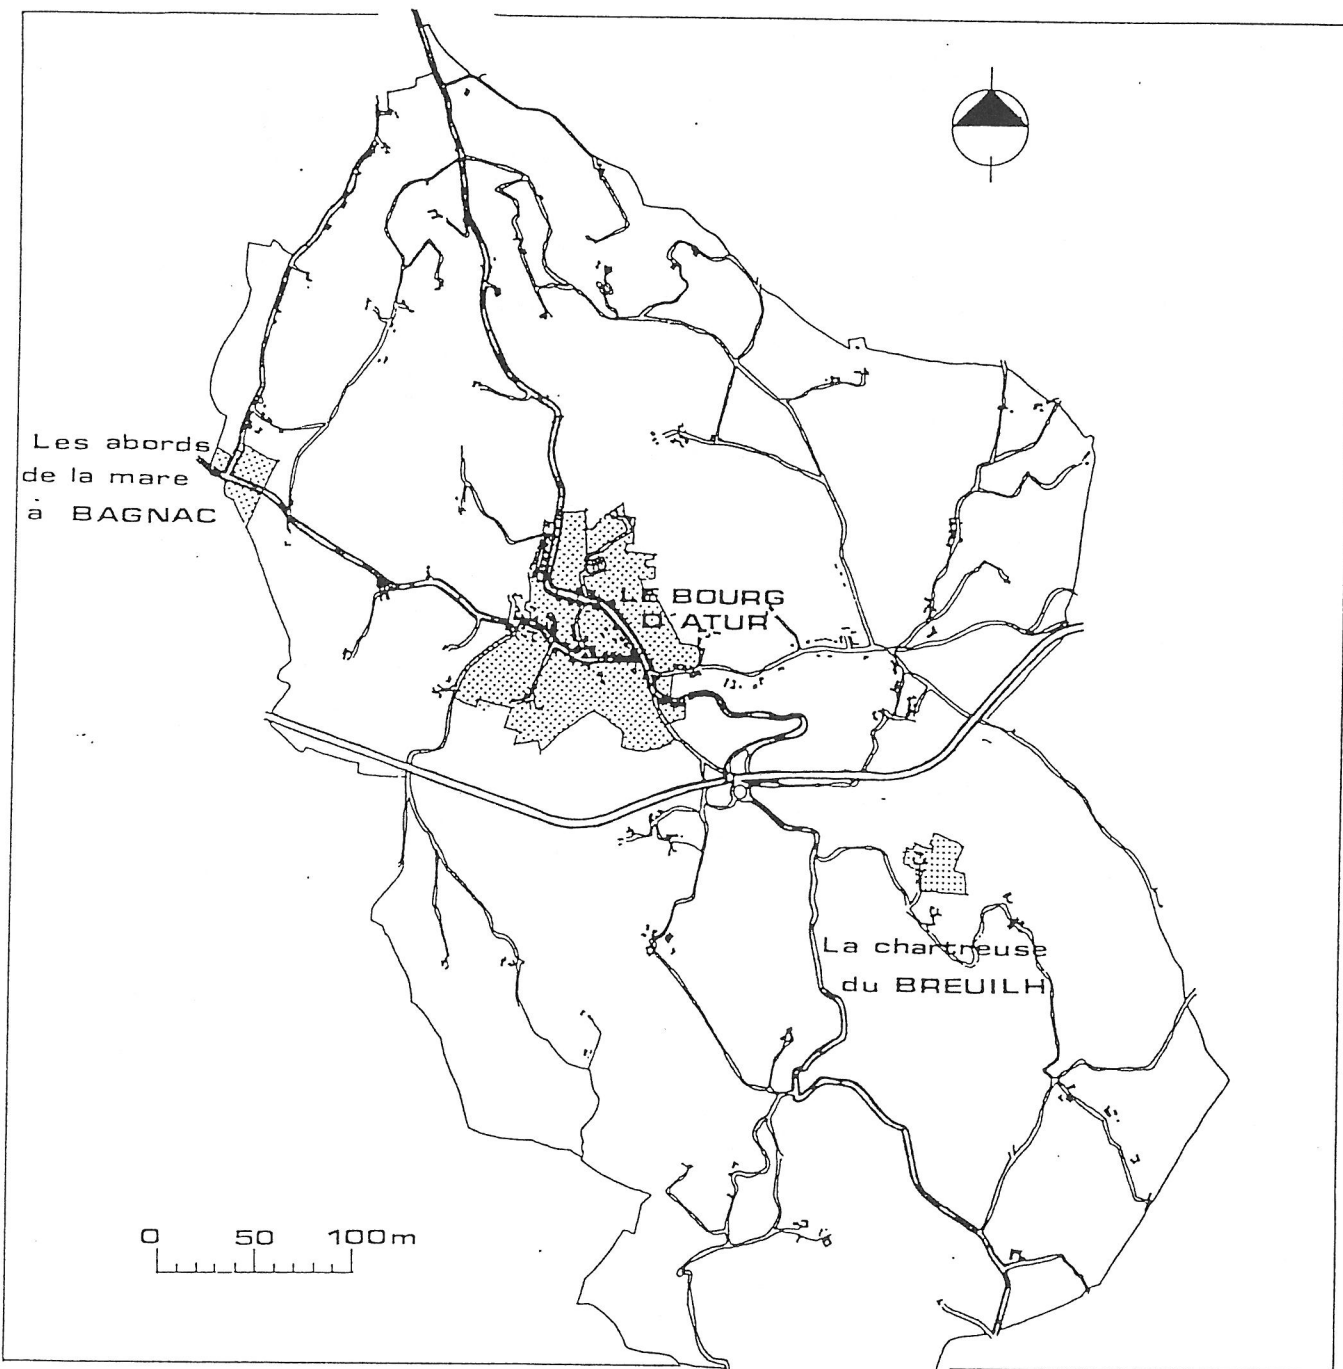 Les abords
de la mare
à BAGNAC
LE BOURG
D'ATUR
La chartreuse
du BREUILH
0 50 100m